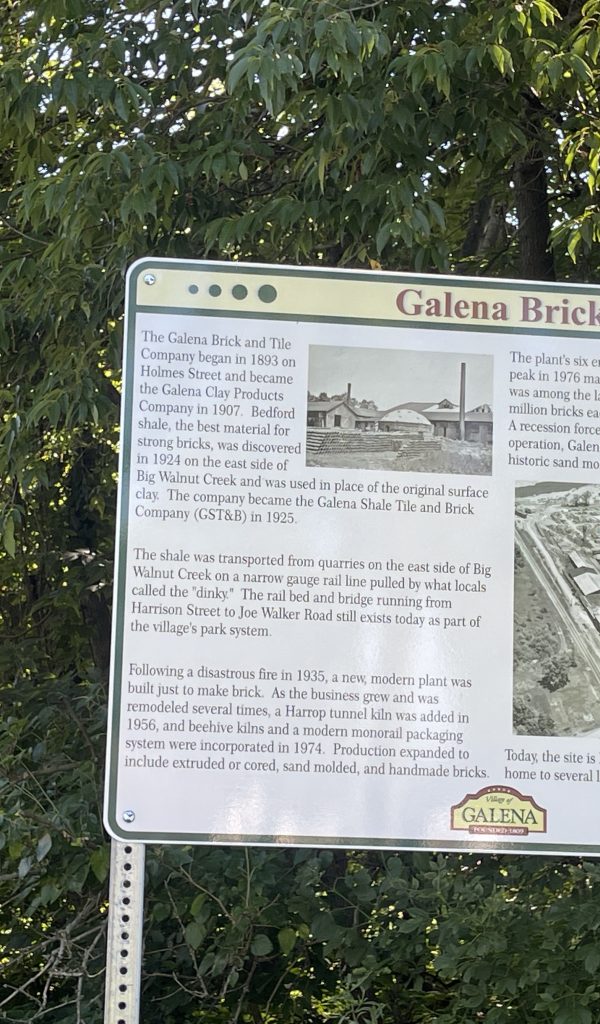 Galena Brick
The Galena Brick and Tile
Company began in 1893 on
Holmes Street and became
the Galena Clay Products
Company in 1907. Bedford
shale, the best material for
strong bricks, was discovered
in 1924 on the east side of
Big Walnut Creek and was used in place of the original surface
clay. The company became the Galena Shale Tile and Brick
Company (GST&B) in 1925.
The shale was transported from quarries on the east side of Big
Walnut Creek on a narrow gauge rail line pulled by what locals
called the "dinky." The rail bed and bridge running from
Harrison Street to Joe Walker Road still exists today as part of
the village's park system.
Following a disastrous fire in 1935, a new, modern plant was
built just to make brick. As the business grew and was
remodeled several times, a Harrop tunnel kiln was added in
1956, and beehive kilns and a modern monorail packaging
system were incorporated in 1974. Production expanded to
include extruded or cored, sand molded, and handmade bricks.
The plant's six
peak in 1976
was among the
million bricks
A recession
operation,
historic sand
Today, the site is
home to several
Village of
GALENA
FOUNDED 1809